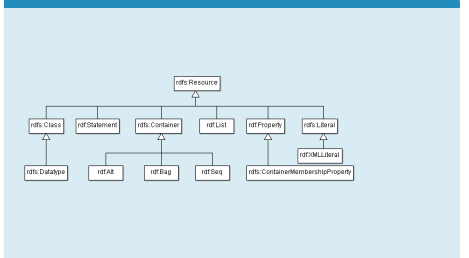 rdfs:Resource
rdfs:Class
rdf:Statement
rdfs:Container
rdf:List
rdf:Property
rdfs:Literal
rdf:XMLLiteral
rdfs:Datatype
rdf:Alt
rdf:Bag
rdf:Seq
rdfs:ContainerMembershipProperty